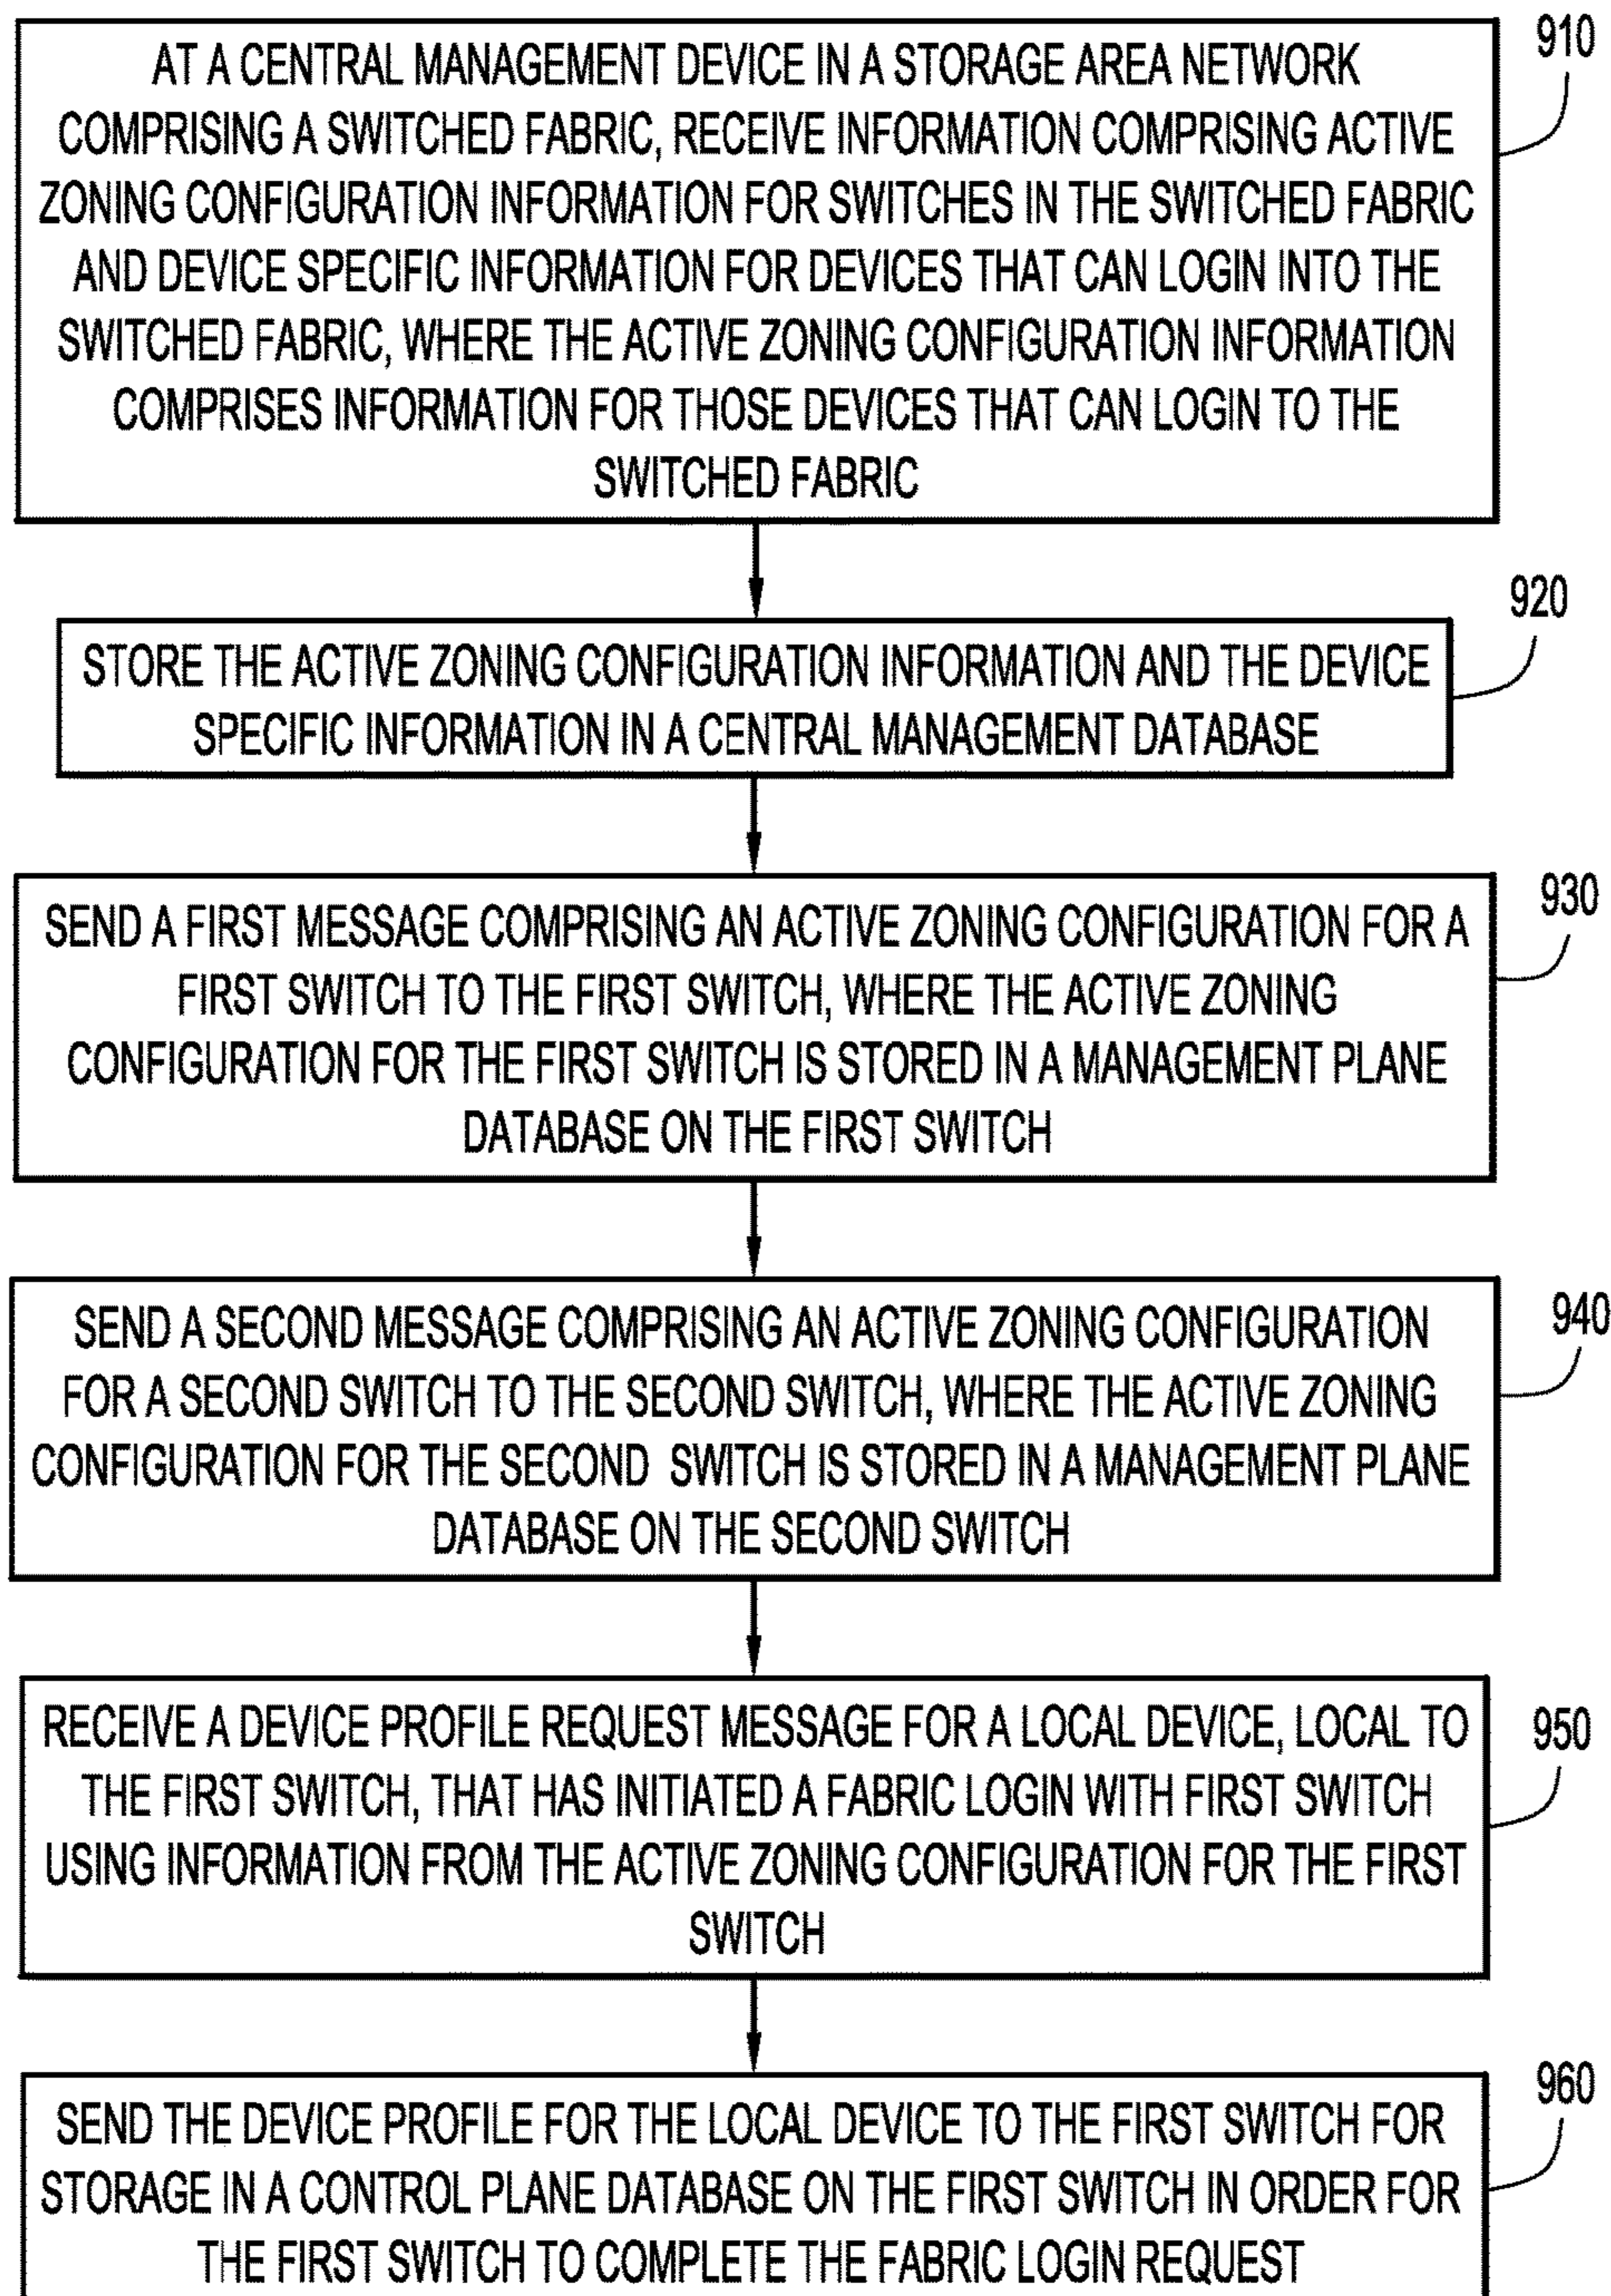 910
AT A CENTRAL MANAGEMENT DEVICE IN A STORAGE AREA NETWORK
COMPRISING A SWITCHED FABRIC, RECEIVE INFORMATION COMPRISING ACTIVE
ZONING CONFIGURATION INFORMATION FOR SWITCHES IN THE SWITCHED FABRIC
AND DEVICE SPECIFIC INFORMATION FOR DEVICES THAT CAN LOGIN INTO THE
SWITCHED FABRIC, WHERE THE ACTIVE ZONING CONFIGURATION INFORMATION
COMPRISES INFORMATION FOR THOSE DEVICES THAT CAN LOGIN TO THE
SWITCHED FABRIC
920
STORE THE ACTIVE ZONING CONFIGURATION INFORMATION AND THE DEVICE
SPECIFIC INFORMATION IN A CENTRAL MANAGEMENT DATABASE
930
SEND A FIRST MESSAGE COMPRISING AN ACTIVE ZONING CONFIGURATION FOR A
FIRST SWITCH TO THE FIRST SWITCH, WHERE THE ACTIVE ZONING
CONFIGURATION FOR THE FIRST SWITCH IS STORED IN A MANAGEMENT PLANE
DATABASE ON THE FIRST SWITCH
940
SEND A SECOND MESSAGE COMPRISING AN ACTIVE ZONING CONFIGURATION
FOR A SECOND SWITCH TO THE SECOND SWITCH, WHERE THE ACTIVE ZONING
CONFIGURATION FOR THE SECOND SWITCH IS STORED IN A MANAGEMENT PLANE
DATABASE ON THE SECOND SWITCH
950
RECEIVE A DEVICE PROFILE REQUEST MESSAGE FOR A LOCAL DEVICE, LOCAL TO
THE FIRST SWITCH, THAT HAS INITIATED A FABRIC LOGIN WITH FIRST SWITCH
USING INFORMATION FROM THE ACTIVE ZONING CONFIGURATION FOR THE FIRST
SWITCH
960
SEND THE DEVICE PROFILE FOR THE LOCAL DEVICE TO THE FIRST SWITCH FOR
STORAGE IN A CONTROL PLANE DATABASE ON THE FIRST SWITCH IN ORDER FOR
THE FIRST SWITCH TO COMPLETE THE FABRIC LOGIN REQUEST